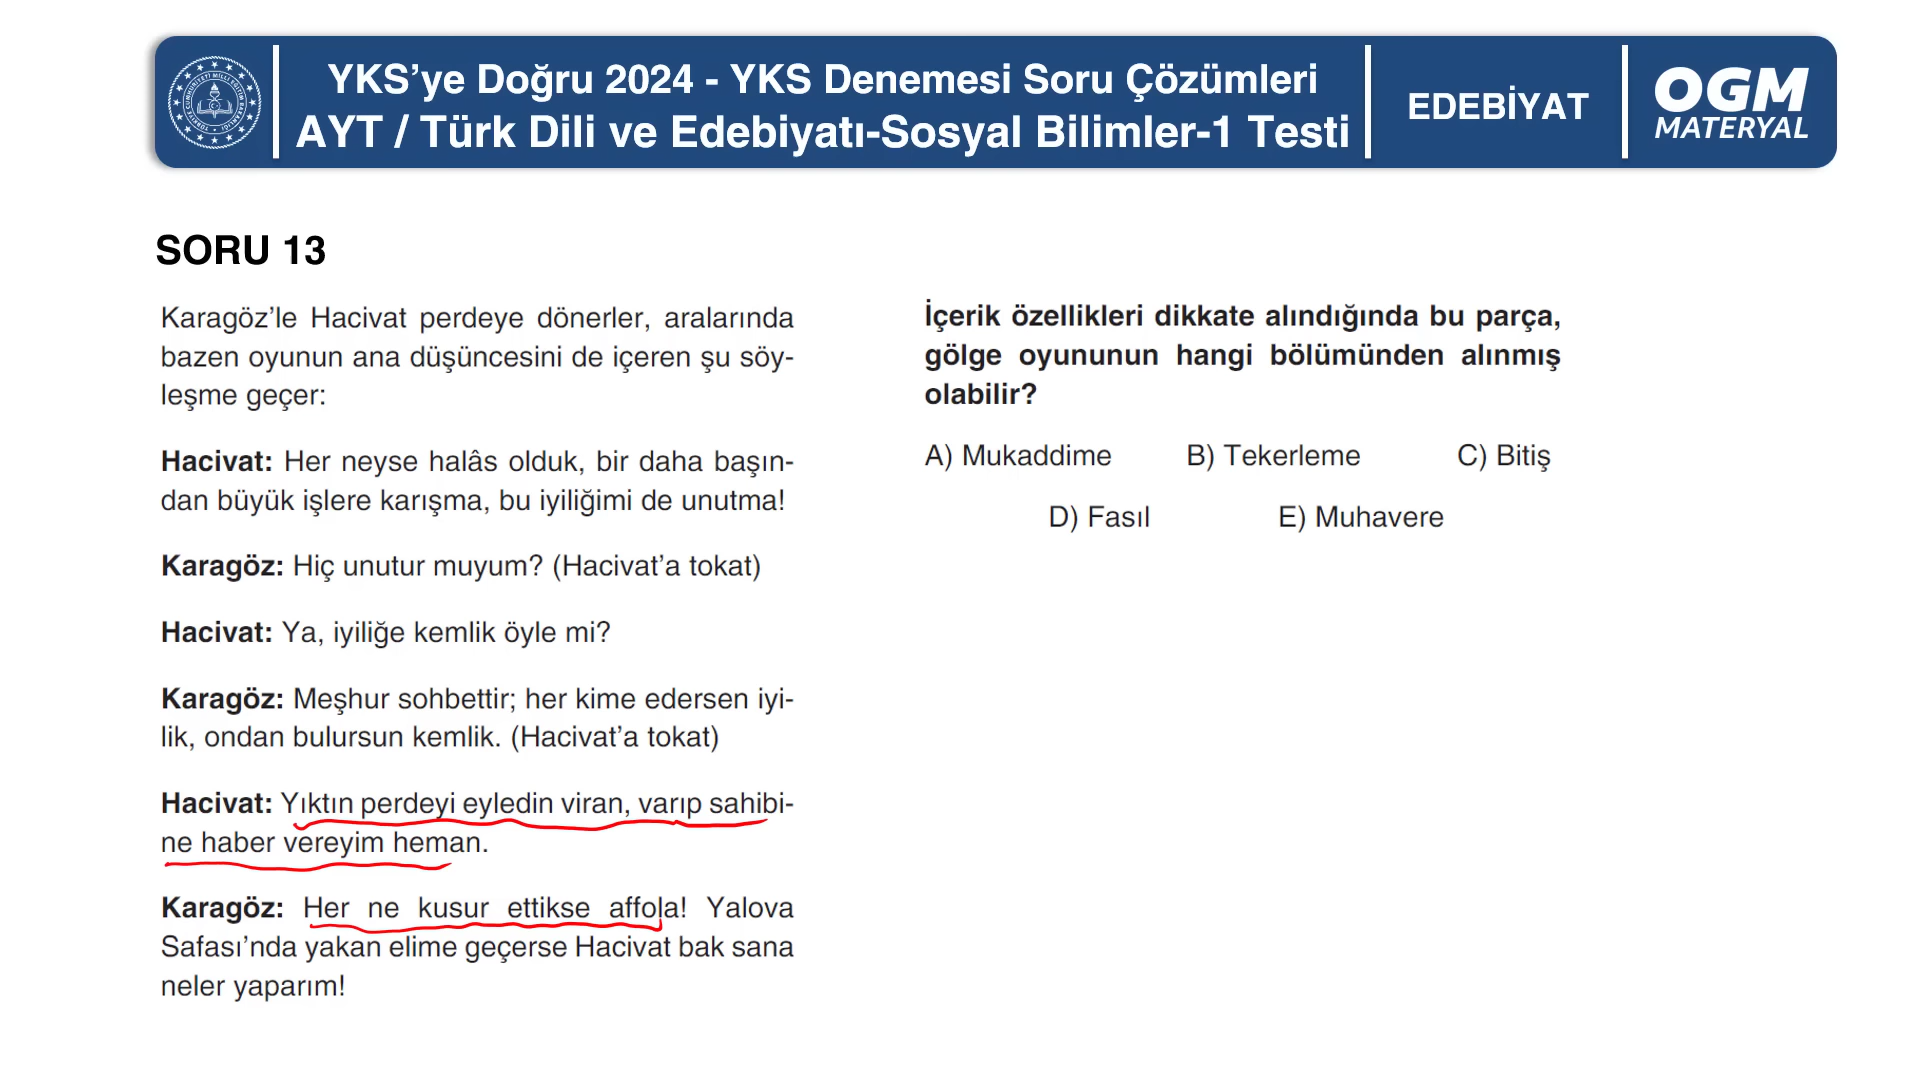 YKS’ye Doğru 2024 - YKS Denemesi Soru Çözümleri
AYT / Türk Dili ve Edebiyatı-Sosyal Bilimler-1 Testi
EDEBİYAT
OGM
MATERYAL
SORU 13
Karagöz’le Hacivat perdeye dönerler, aralarında
bazen oyunun ana düşüncesini de içeren şu söy-
leşme geçer:
Hacivat: Her neyse halâs olduk, bir daha başın-
dan büyük işlere karışma, bu iyiliğimi de unutma!
Karagöz: Hiç unutur muyum? (Hacivat’a tokat)
Hacivat: Ya, iyiliğe kemlik öyle mi?
Karagöz: Meşhur sohbettir; her kime edersen iyi-
lik, ondan bulursun kemlik. (Hacivat’a tokat)
Hacivat: Yıktın perdeyi eyledin viran, varıp sahibi-
ne haber vereyim heman.
Karagöz: Her ne kusur ettikse affola! Yalova
Safası’nda yakan elime geçerse Hacivat bak sana
neler yaparım!
İçerik özellikleri dikkate alındığında bu parça,
gölge oyununun hangi bölümünden alınmış
olabilir?
A) Mukaddime B) Tekerleme C) Bitiş
D) Fasıl E) Muhavere